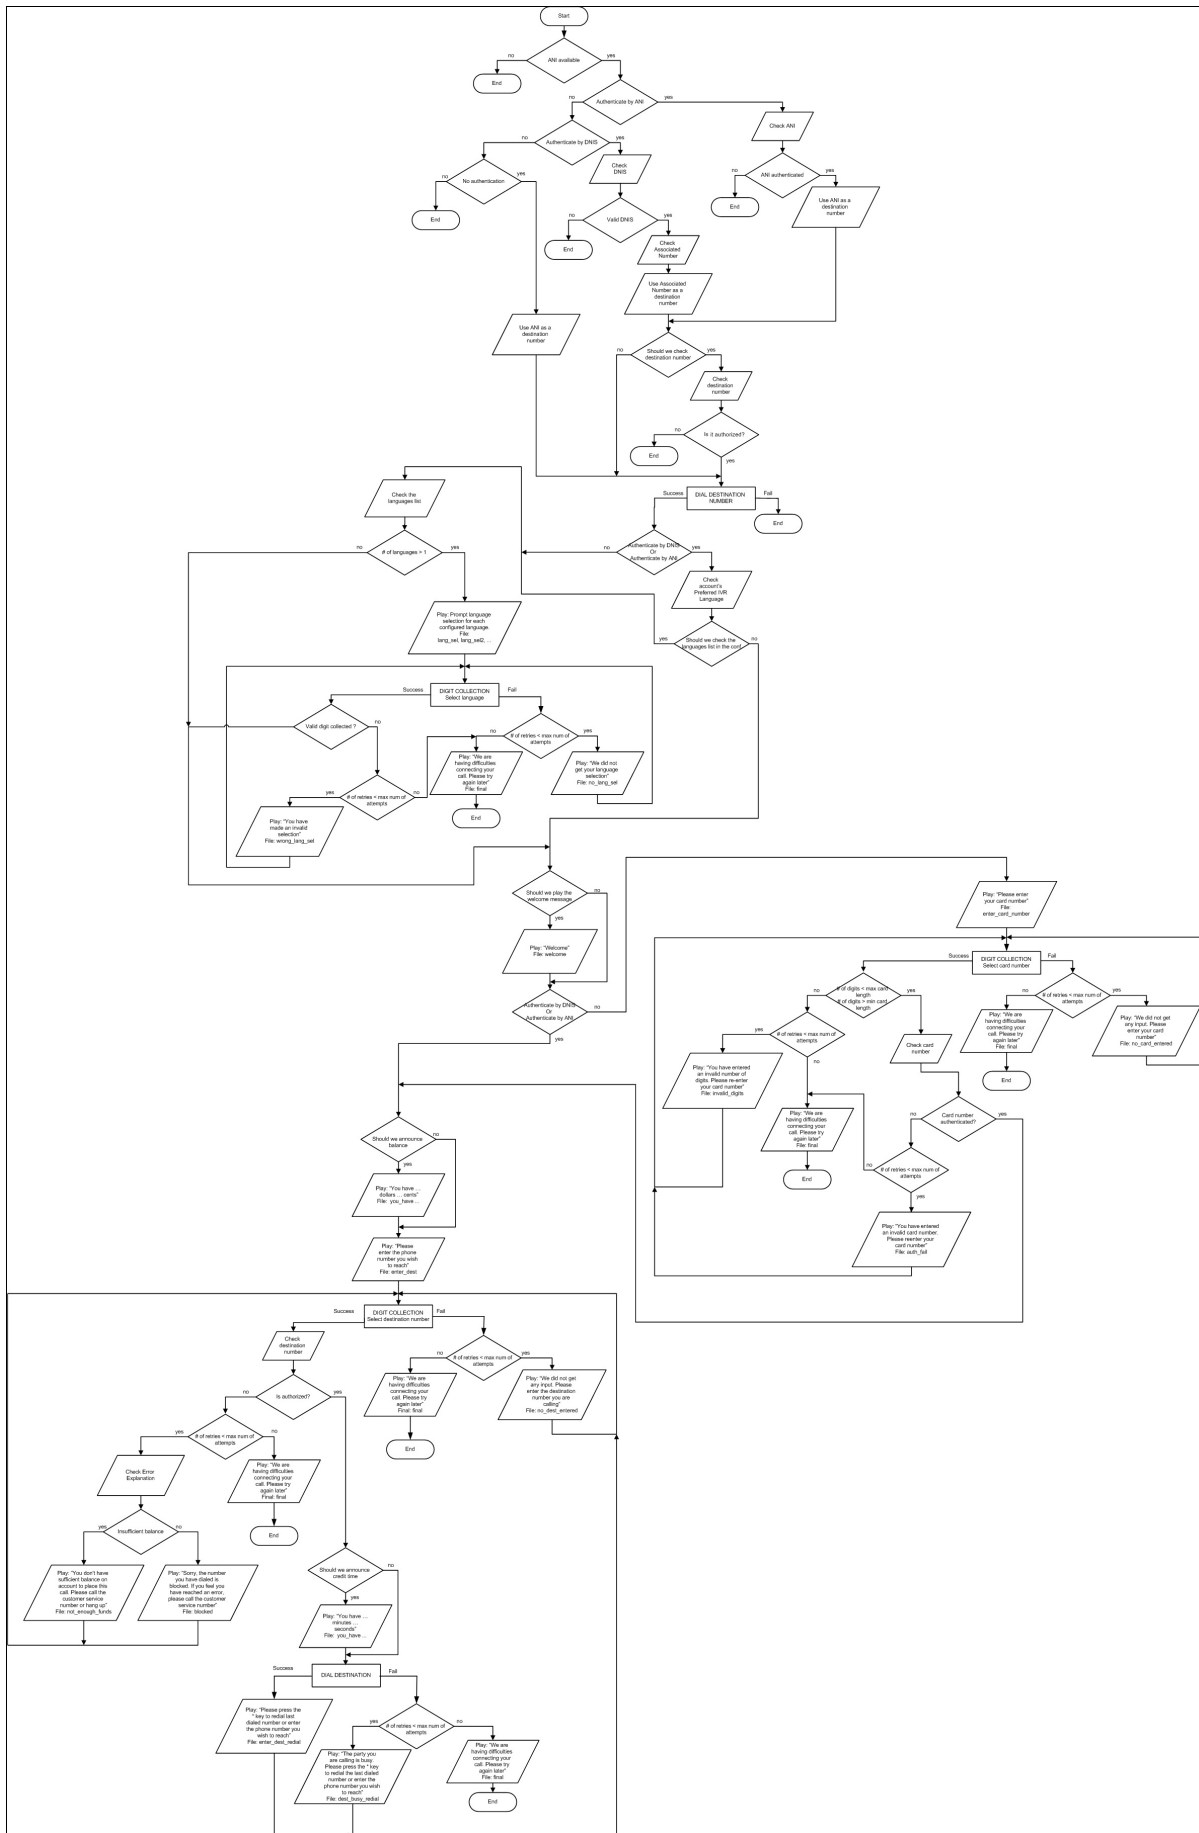 Start
ANI available
no
yes
End
Authenticate by ANI
no
yes
Check ANI
Authenticate by DNIS
no
yes
Check
DNIS
ANI authenticated
no
yes
No authentication
no
yes
End
End
Use ANI as a
destination
number
Valid DNIS
no
yes
End
Check
Associated
Number
Use Associated
Number as a
destination
number
Use ANI as a
destination
number
Should we check
destination number
no
yes
Check
destination
number
Is it authorized?
no
yes
End
DIAL DESTINATION
NUMBER
Success
Fail
End
Check the
languages list
# of languages > 1
no
yes
Authenticate by DNIS
Or
Authenticate by ANI
no
yes
Check
account's
Preferred IVR
Language
Play: Prompt language
selection for each
configured language.
File:
lang_sel, lang_sel2, ...
Should we check the
languages list in the conf.
yes
no
DIGIT COLLECTION
Select language
Success
Fail
Valid digit collected ?
no
# of retries < max num of
attempts
no
yes
Play: "We are
having difficulties
connecting your
call. Please try
again later"
File: final
Play: "We did not
get your language
selection"
File: no_lang_sel
# of retries < max num of
attempts
yes
no
End
Play: "You have
made an invalid
selection"
File: wrong_lang_sel
Should we play the
welcome message
no
yes
Play: "Welcome"
File: welcome
Authenticate by DNIS
Or
Authenticate by ANI
no
yes
Play: "Please enter
your card number"
File:
enter_card_number
DIGIT COLLECTION
Select card number
Success
Fail
# of digits < max card
length
# of digits > min card
length
no
yes
# of retries < max num of
attempts
no
yes
Play: "We are
having difficulties
connecting your
call. Please try
again later"
File: final
Play: "We did not get
any input. Please
enter your card
number"
File: no_card_entered
End
# of retries < max num of
attempts
yes
no
Check card
number
Play: "You have entered
an invalid number of
digits. Please re-enter
your card number"
File: invalid_digits
Play: "We are
having difficulties
connecting your
call. Please try
again later"
File: final
End
Card number
authenticated?
no
yes
# of retries < max num of
attempts
no
yes
Play: "You have entered
an invalid card number.
Please reenter your
card number"
File: auth_fail
Should we announce
balance
no
yes
Play: "You have ...
dollars ... cents"
File: you_have ...
Play: "Please
enter the phone
number you wish
to reach"
File: enter_dest
DIGIT COLLECTION
Select destination number
Success
Fail
Check
destination
number
# of retries < max num of
attempts
no
yes
Play: "We are
having difficulties
connecting your
call. Please try
again later"
Final: final
Play: "We did not get
any input. Please
enter the destination
number you are
calling"
File: no_dest_entered
End
Is authorized?
no
yes
# of retries < max num of
attempts
yes
no
Check Error
Explanation
Play: "We are
having difficulties
connecting your
call. Please try
again later"
Final: final
End
Insufficient balance
yes
no
Play: "You don't have
sufficient balance on
account to place this
call. Please call the
customer service
number or hang up"
File: not_enough_funds
Play: "Sorry, the number
you have dialed is
blocked. If you feel you
have reached an error,
please call the customer
service number"
File: blocked
Should we announce
credit time
no
yes
Play: "You have ...
minutes ...
seconds"
File: you_have ...
DIAL DESTINATION
Success
Fail
Play: "Please press the
* key to redial last
dialed number or enter
the phone number you
wish to reach"
File: enter_dest_redial
# of retries < max num of
attempts
yes
no
Play: "The party you
are calling is busy.
Please press the * key
to redial the last dialed
number or enter the
phone number you wish
to reach"
File: dest_busy_redial
Play: "We are
having difficulties
connecting your
call. Please try
again later"
File: final
End